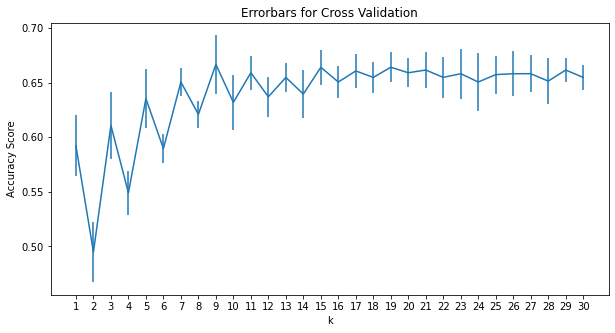 Errorbars for Cross Validation
Accuracy Score
0.70
0.65
0.60
0.55
0.50
1 2 3 4 5 6 7 8 9 10 11 12 13 14 15 16 17 18 19 20 21 22 23 24 25 26 27 28 29 30
k